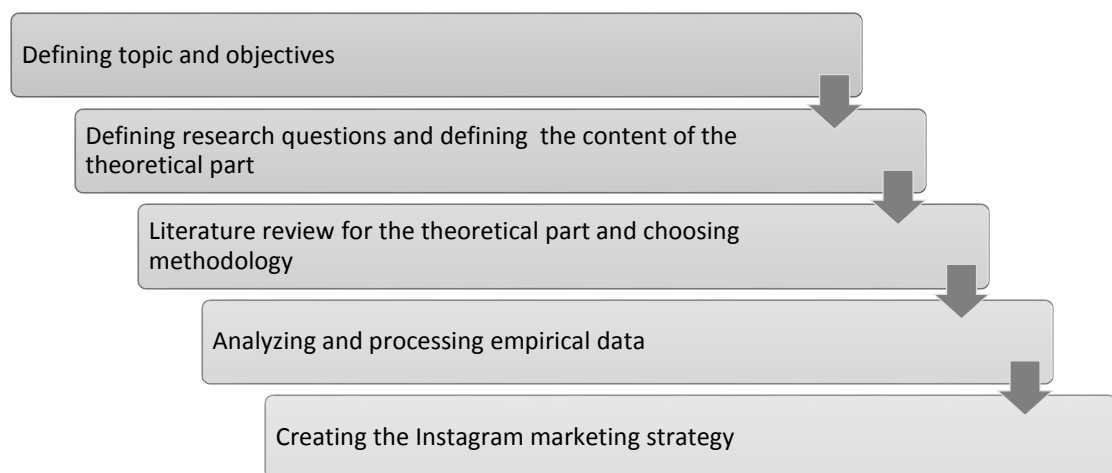 Defining topic and objectives
Defining research questions and defining  the content of the
theoretical part
Literature review for the theoretical part and choosing
methodology
Analyzing and processing empirical data
Creating the Instagram marketing strategy